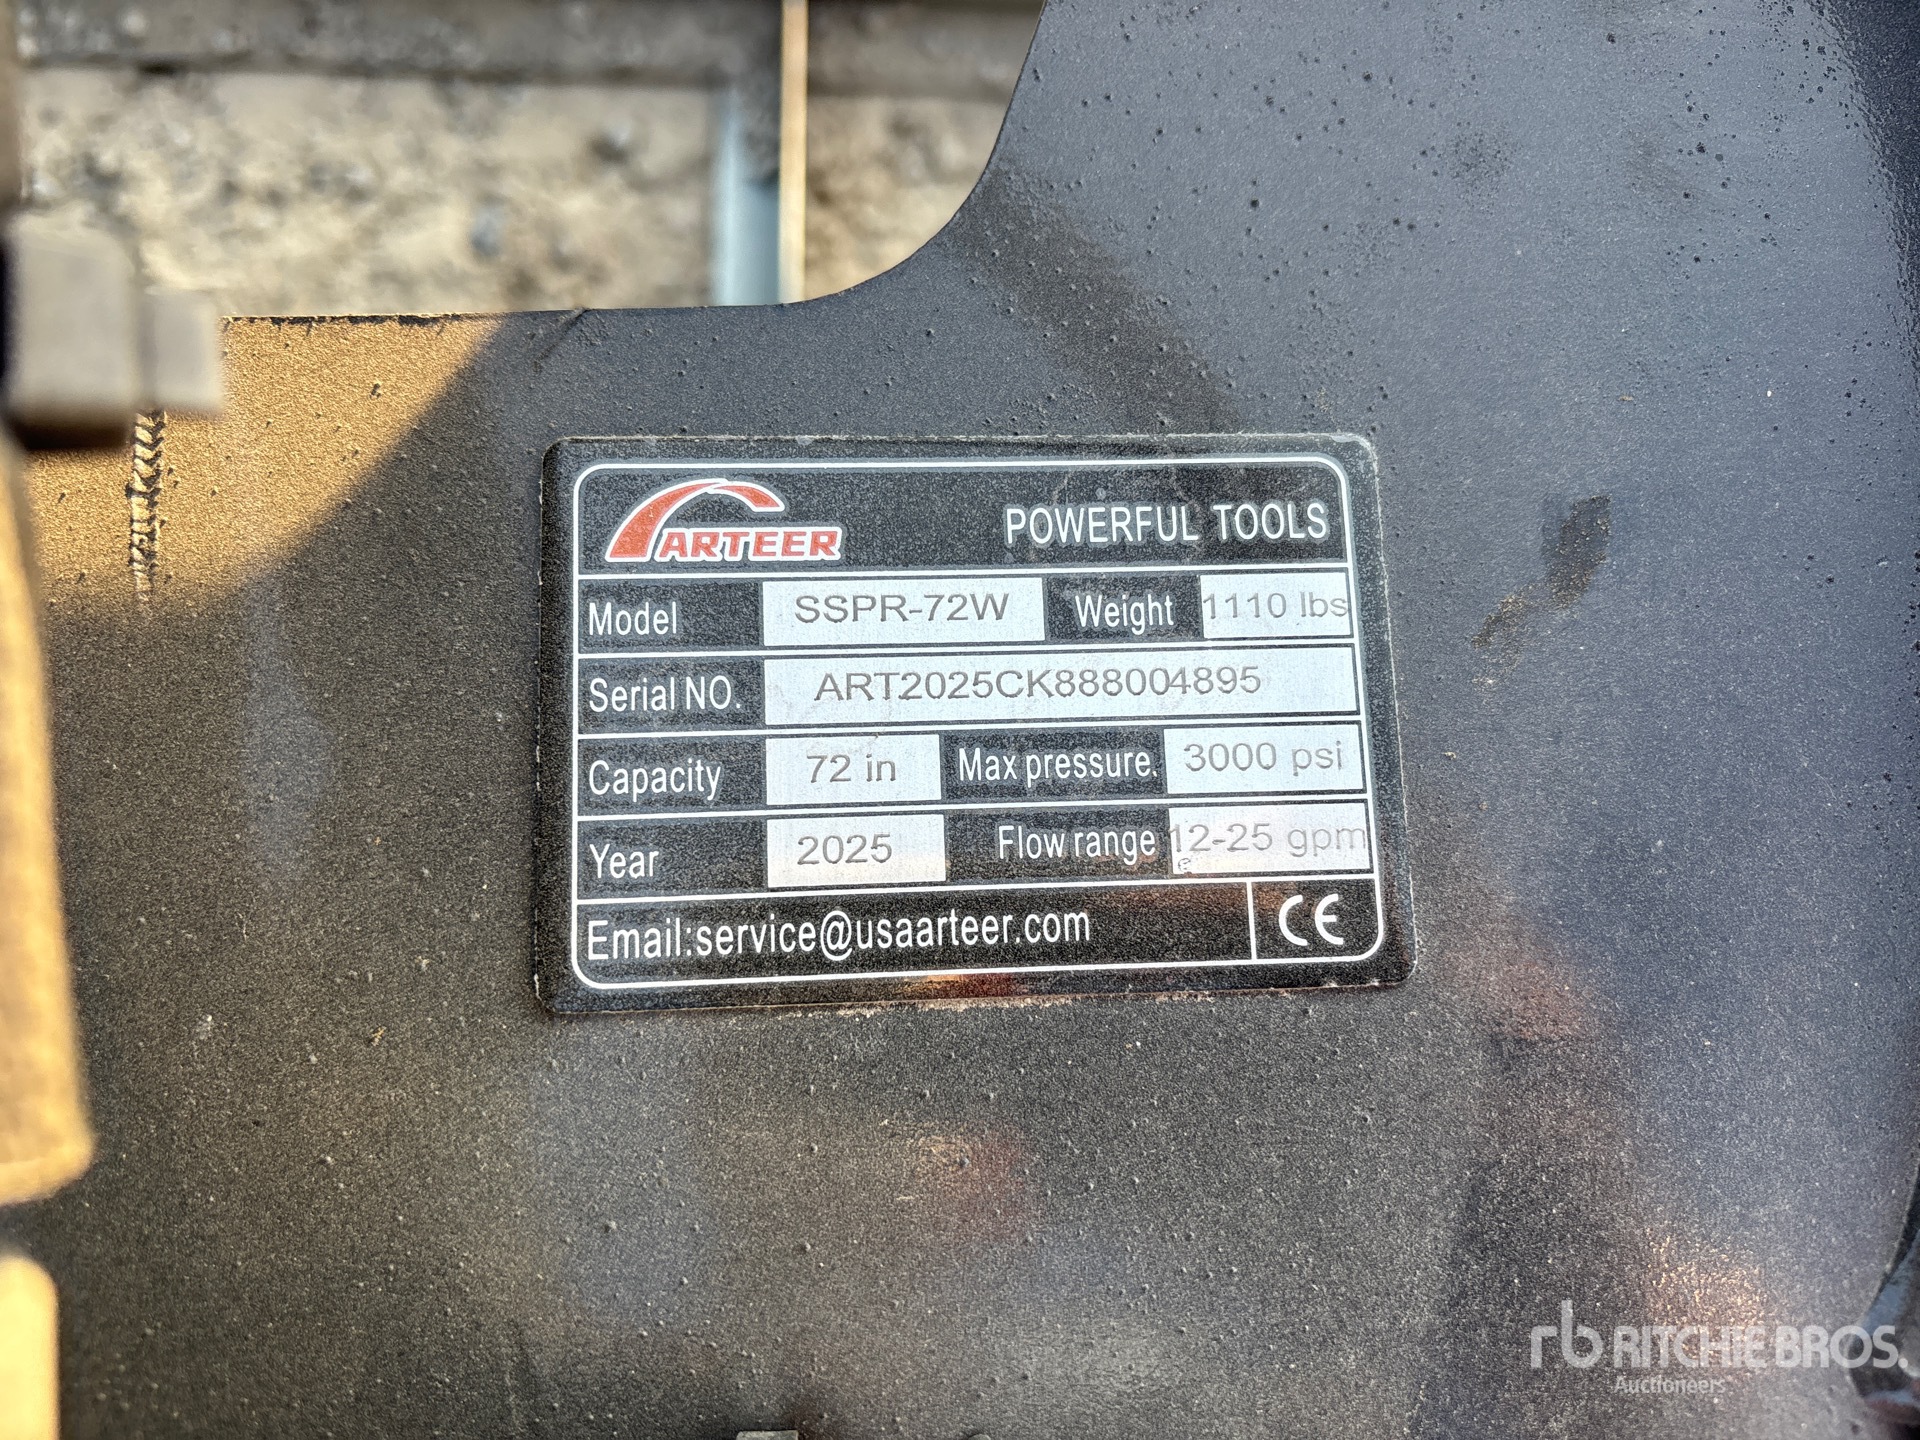 ARTEER POWERFUL TOOLS
Model SSPR-72W Weight 1110 lbs
Serial NO. ART2025CK888004895
Capacity 72 in Max pressure. 3000 psi
Year 2025 Flow range 12-25 gpm
e
Email:service@usaarteer.com CE
rb RITCHIE BROS.
Auctioneers